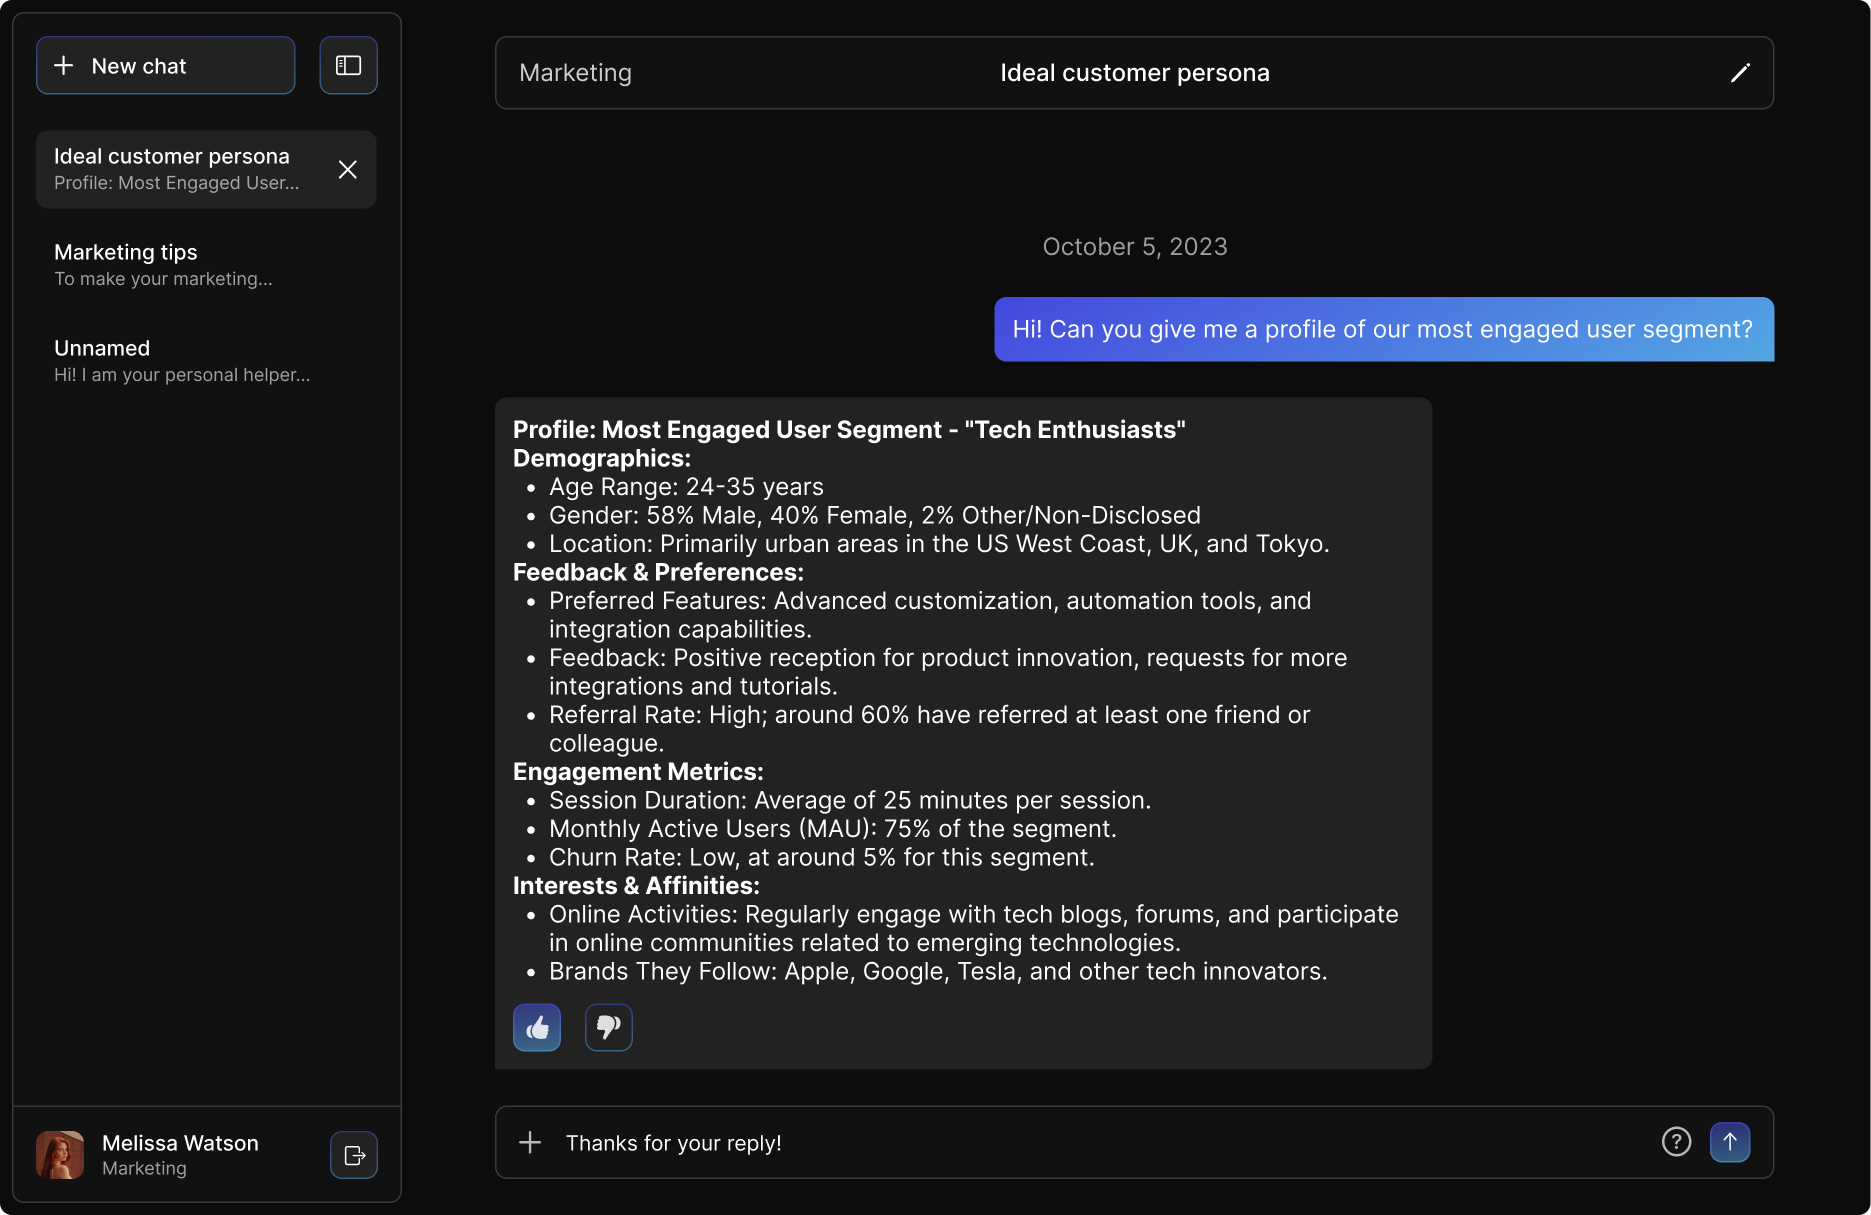 New chat
Ideal customer persona
Profile: Most Engaged User...
Marketing tips
To make your marketing...
Unnamed
Hi! I am your personal helper...
Melissa Watson
Marketing
Marketing
Ideal customer persona
October 5, 2023
Hi! Can you give me a profile of our most engaged user segment?
Profile: Most Engaged User Segment - "Tech Enthusiasts"
Demographics:
• Age Range: 24-35 years
• Gender: 58% Male, 40% Female, 2% Other/Non-Disclosed
• Location: Primarily urban areas in the US West Coast, UK, and Tokyo.
Feedback & Preferences:
• Preferred Features: Advanced customization, automation tools, and
integration capabilities.
• Feedback: Positive reception for product innovation, requests for more
integrations and tutorials.
• Referral Rate: High; around 60% have referred at least one friend or
colleague.
Engagement Metrics:
• Session Duration: Average of 25 minutes per session.
• Monthly Active Users (MAU): 75% of the segment.
• Churn Rate: Low, at around 5% for this segment.
Interests & Affinities:
• Online Activities: Regularly engage with tech blogs, forums, and participate
in online communities related to emerging technologies.
• Brands They Follow: Apple, Google, Tesla, and other tech innovators.
Thanks for your reply!
?